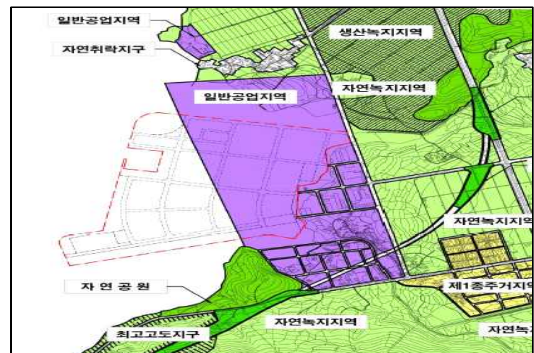 일반공업지역
생산녹지지역
자연취락지구
일반공업지역
자연녹지지역
자연녹지지역
자 연 공 원
제1종주거지역
최고고도지구
자연녹지지역
자연녹지